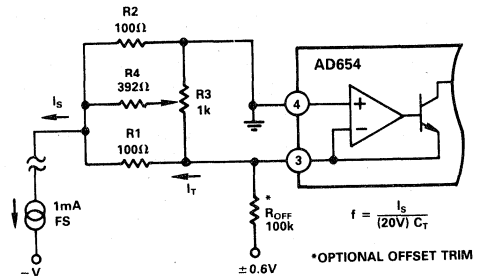 R2
100Ω
R4
392Ω
R3
1k
AD654
IS
4
+
R1
100Ω
−
3
IT
*
ROFF
100k
1mA
FS
f = IS / (20V) CT
−V
±0.6V
*OPTIONAL OFFSET TRIM